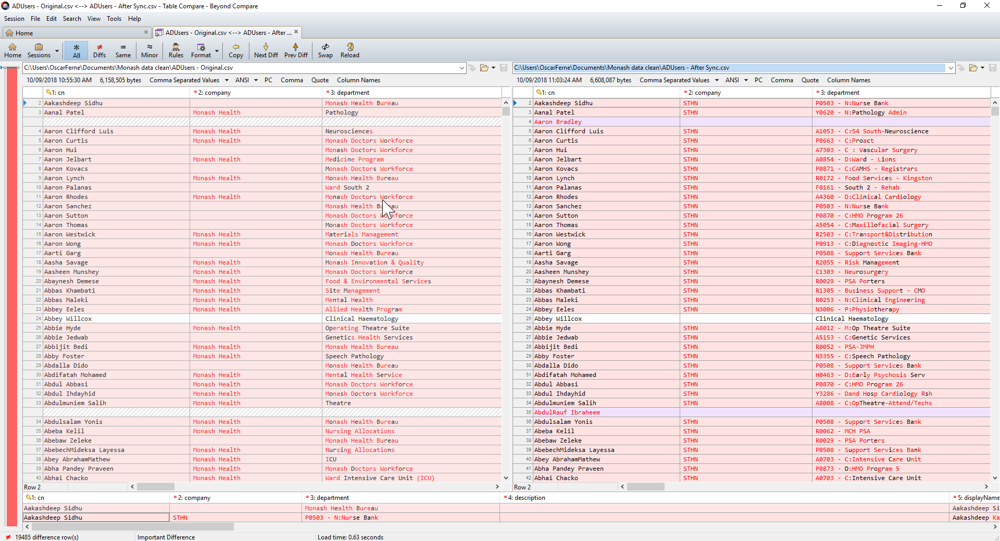 ADUsers - Original.csv <--> ADUsers - After Sync.csv - Table Compare - Beyond Compare
Session File Edit Search View Tools Help
Home ADUsers - Original.csv <--> ADUsers - After ...
Home Sessions All Diffs Same Minor Rules Format Copy Next Diff Prev Diff Swap Reload
C:\Users\OscarFerne\Documents\Monash data clean\ADUsers - Original.csv
10/09/2018 10:55:30 AM 6,158,505 bytes Comma Separated Values ANSI PC Comma Quote Column Names
1: cn 2: company 3: department
2 Aakashdeep Sidhu Monash Health Bureau
3 Aanal Patel Monash Health Pathology
4 Aaron Clifford Luis Monash Health Neurosciences
5 Aaron Curtis Monash Health Monash Doctors Workforce
6 Aaron Hui Monash Doctors Workforce
7 Aaron Jelbart Monash Health Medicine Program
8 Aaron Kovacs Monash Doctors Workforce
9 Aaron Lynch Monash Health Monash Health Bureau
10 Aaron Palanas Ward South 2
11 Aaron Rhodes Monash Health Monash Doctors Workforce
12 Aaron Sanchez Monash Health
13 Aaron Sutton Monash Doctors
14 Aaron Thomas Monash Doctors Workforce
15 Aaron Westwick Monash Health Materials Management
16 Aaron Wong Monash Health Monash Doctors Workforce
17 Aarti Garg Monash Health Bureau
18 Aasha Savage Monash Health Monash Innovation & Quality
19 Aasheen Munshey Monash Health Monash Doctors Workforce
20 Abaynesh Demese Monash Health Food & Environmental Services
21 Abbas Khambati Monash Health Site Management
22 Abbas Maleki Monash Health Mental Health
23 Abbey Eeles Monash Health Allied Health Program
24 Abbey Willcox Clinical Haematology
25 Abbie Hyde Monash Health Operating Theatre Suite
26 Abbie Jedwab Genetics Health Services
27 Abbijit Bedi Monash Health Monash Health Bureau
28 Abby Foster Monash Health Speech Pathology
29 Abdalla Dido Monash Health Bureau
30 Abdifatah Mohamed Monash Health Mental Health Service
31 Abdul Abbasi Monash Health Monash Doctors Workforce
32 Abdul Ihdayhid Monash Health Monash Doctors Workforce
33 Abdulmuniem Salih Monash Health Theatre
34 Abdulsalam Yonis Monash Health Monash Health Bureau
35 Abeba Kelil Monash Health Nursing Allocations
36 Abebaw Zeleke Monash Health Bureau
37 AbebechMideksa Layessa Monash Health Nursing Allocations
38 Abey AbrahamMathew Monash Health ICU
39 Abha Pandey Praveen Monash Health Monash Doctors Workforce
40 Abhai Chacko Monash Health Ward Intensive Care Unit (ICU)
Row 2
C:\Users\OscarFerne\Documents\Monash data clean\ADUsers - After Sync.csv
10/09/2018 11:03:24 AM 6,608,087 bytes Comma Separated Values ANSI PC Comma Quote Column Names
1: cn 2: company 3: department
2 Aakashdeep Sidhu STHN P0503 - N:Nurse Bank
3 Aanal Patel STHN Y0620 - N:Pathology Admin
4 Aaron Bradley
5 Aaron Clifford Luis STHN A1053 - C:54 South-Neuroscience
6 Aaron Curtis STHN P0663 - C:Proact
7 Aaron Hui STHN A7303 - C : Vascular Surgery
8 Aaron Jelbart STHN A0854 - D:Ward - Lions
9 Aaron Kovacs STHN P0871 - C:CAMHS - Registrars
10 Aaron Lynch STHN R0172 - Food Services - Kingston
11 Aaron Palanas STHN F0161 - South 2 - Rehab
12 Aaron Rhodes STHN A4360 - D:Clinical Cardiology
13 Aaron Sanchez STHN P0503 - N:Nurse Bank
14 Aaron Sutton STHN P0870 - C:HMO Program 26
15 Aaron Thomas STHN A5054 - C:Maxillofacial Surgery
16 Aaron Westwick STHN R2503 - C:Transport&Distribution
17 Aaron Wong STHN P0913 - C:Diagnostic Imaging-HMO
18 Aarti Garg STHN P0508 - Support Services Bank
19 Aasha Savage STHN R2055 - Risk Management
20 Aasheen Munshey STHN C1303 - Neurosurgery
21 Abaynesh Demese STHN R0029 - PSA Porters
22 Abbas Khambati STHN R1305 - Business Support - CMO
23 Abbas Maleki STHN R0253 - N:Clinical Engineering
24 Abbey Eeles STHN N3006 - P:Physiotherapy
25 Abbey Willcox Clinical Haematology
26 Abbie Hyde STHN A8012 - M:Op Theatre Suite
27 Abbie Jedwab STHN A5153 - C:Genetic Services
28 Abbijit Bedi STHN R0052 - PSA-JMPH
29 Abby Foster STHN N3355 - C:Speech Pathology
30 Abdalla Dido STHN P0508 - Support Services Bank
31 Abdifatah Mohamed STHN H0463 - D:Early Psychosis Serv
32 Abdul Abbasi STHN P0870 - C:HMO Program 26
33 Abdul Ihdayhid STHN Y3286 - Dand Hosp Cardiology Rsh
34 Abdulmuniem Salih STHN A8008 - C:OpTheatre-Attend/Techs
35 AbdulRauf Ibraheem
36 Abdulsalam Yonis STHN P0508 - Support Services Bank
37 Abeba Kelil STHN R0062 - MCH PSA
38 Abebaw Zeleke STHN R0029 - PSA Porters
39 AbebechMideksa Layessa STHN P0508 - Support Services Bank
40 Abey AbrahamMathew STHN A0703 - C:Intensive Care Unit
41 Abha Pandey Praveen STHN P0873 - D:HMO Program 5
42 Abhai Chacko STHN A0703 - C:Intensive Care Unit
Row 2
1: cn 2: company 3: department 4: description 5: displayName
Aakashdeep Sidhu Monash Health Bureau Aakashdeep Si
Aakashdeep Sidhu STHN P0503 - N:Nurse Bank Aakashdeep Ka
19485 difference row(s) Important Difference Load time: 0.63 seconds